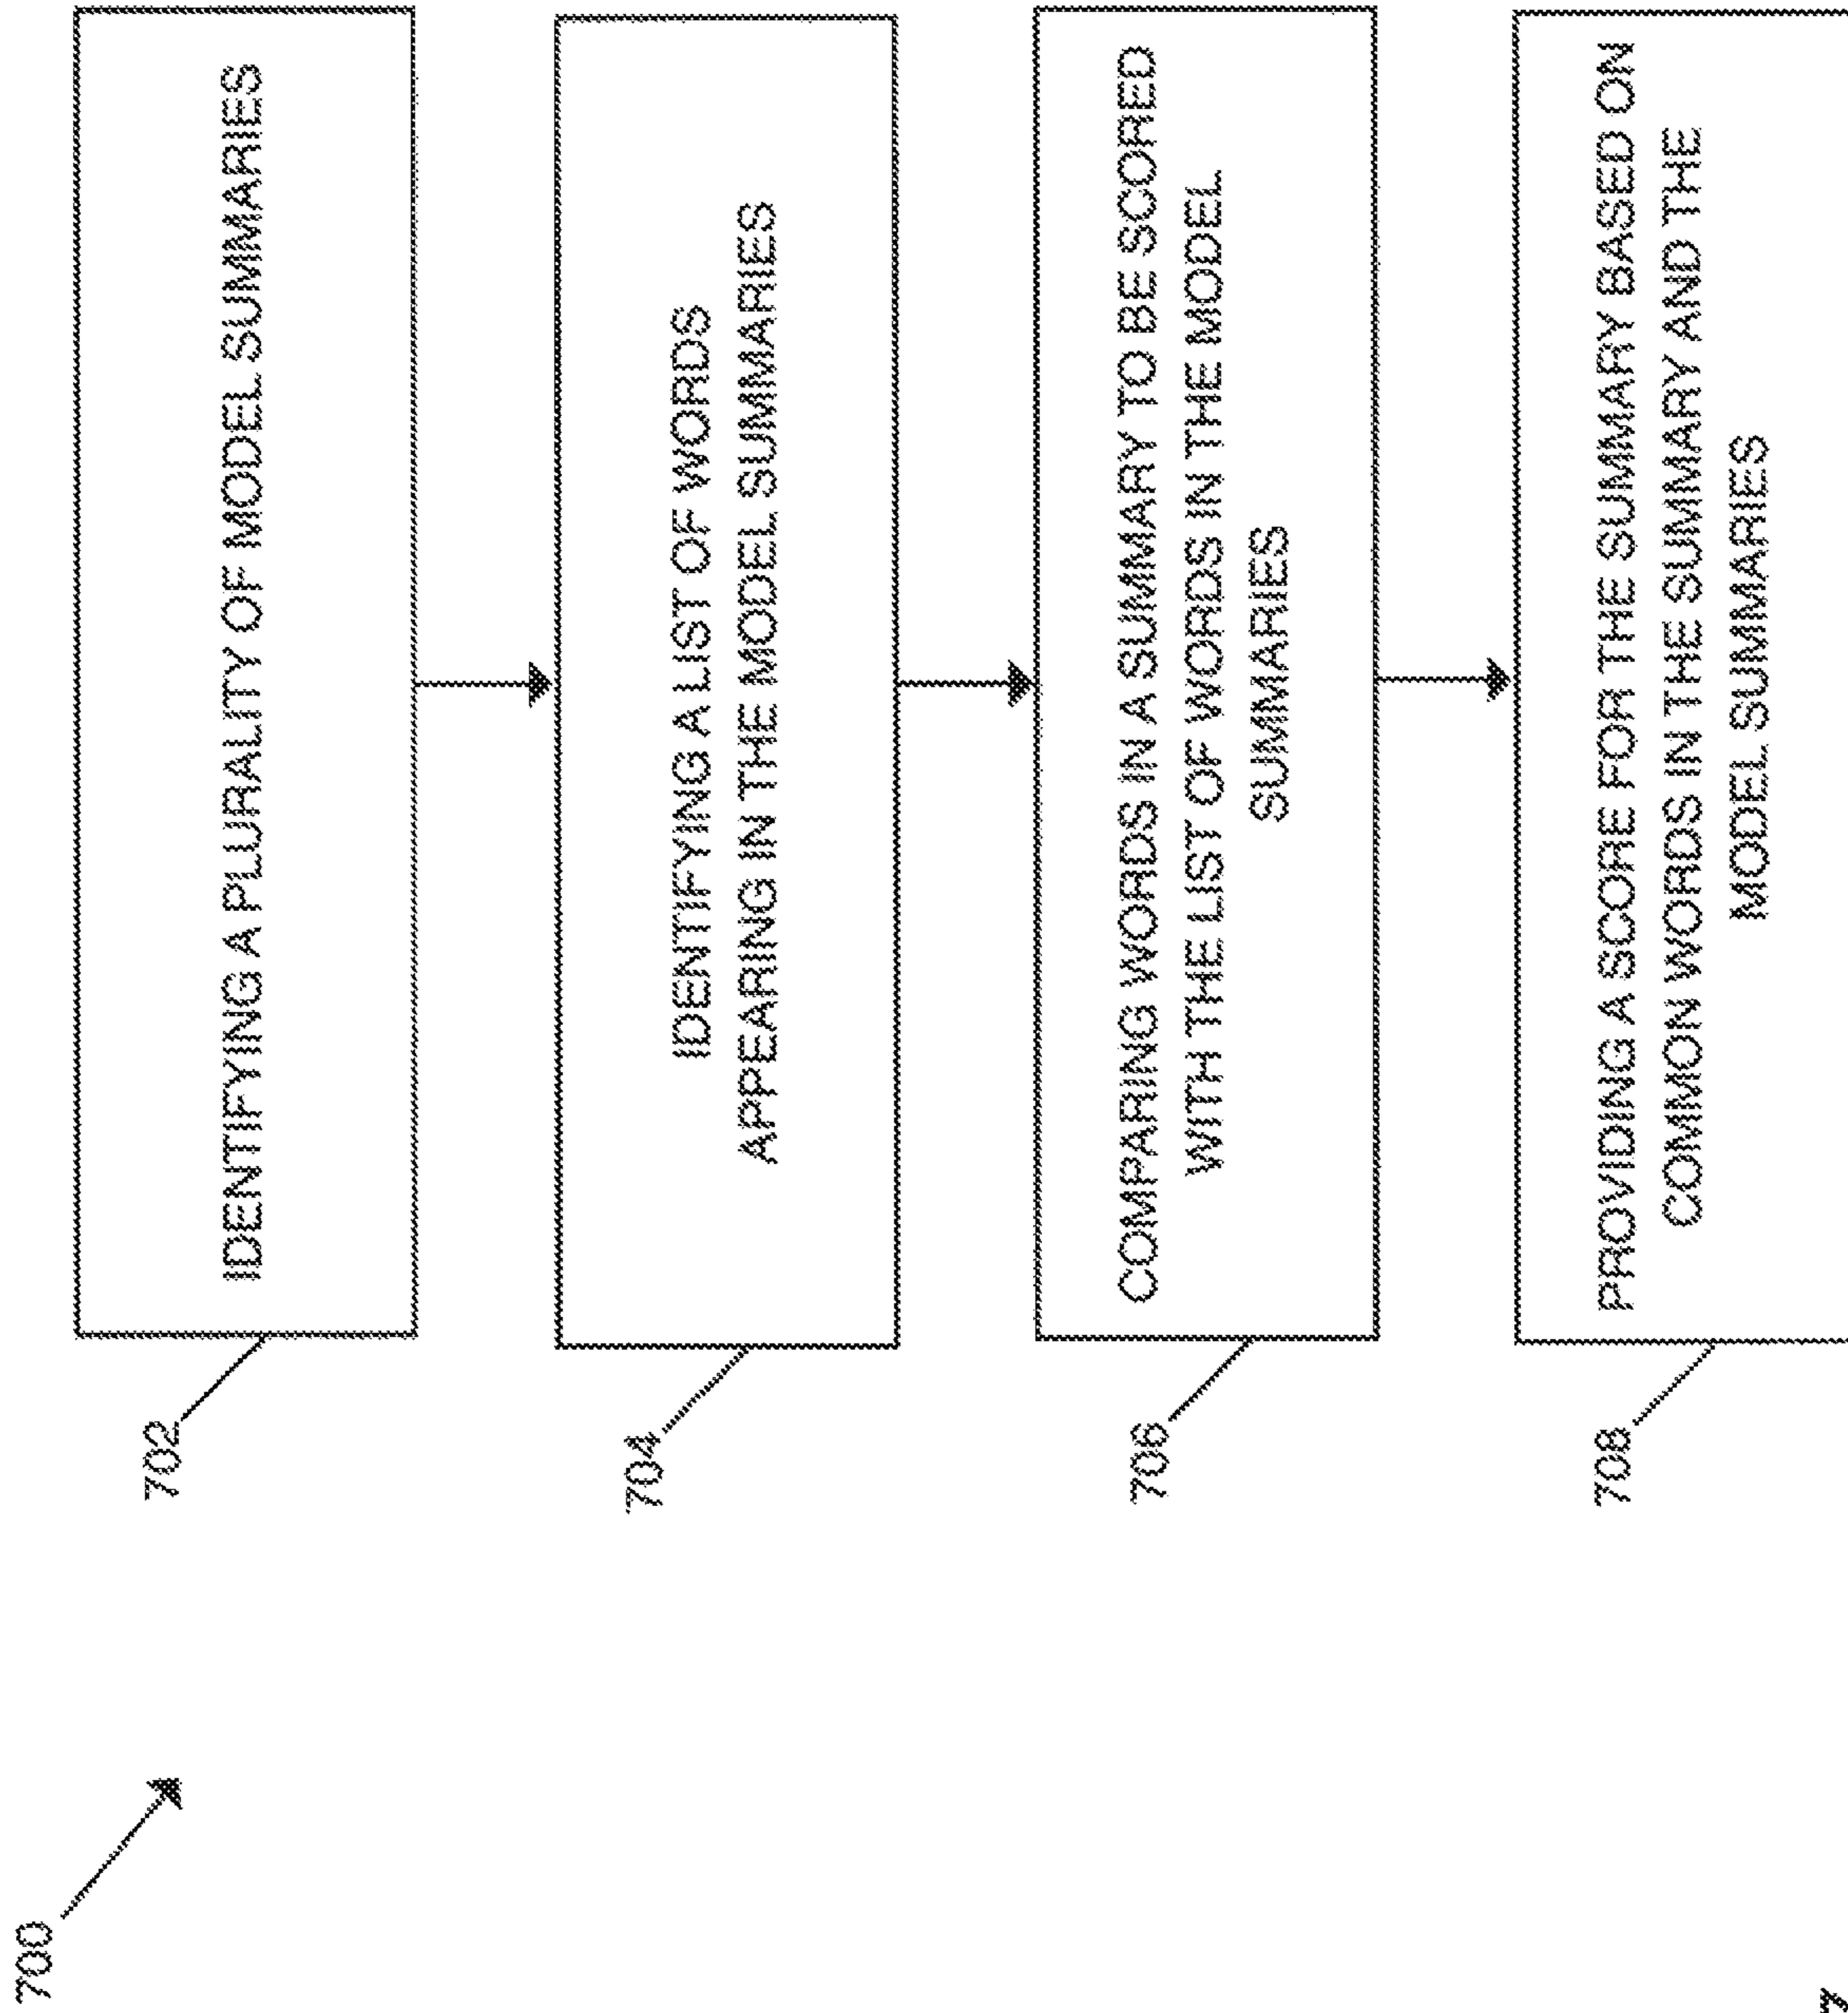 700
702
IDENTIFYING A PLURALITY OF MODEL SUMMARIES
704
IDENTIFYING A LIST OF WORDS
APPEARING IN THE MODEL SUMMARIES
706
COMPARING WORDS IN A SUMMARY TO BE SCORED
WITH THE LIST OF WORDS IN THE MODEL
SUMMARIES
708
PROVIDING A SCORE FOR THE SUMMARY BASED ON
COMMON WORDS IN THE SUMMARY AND THE
MODEL SUMMARIES